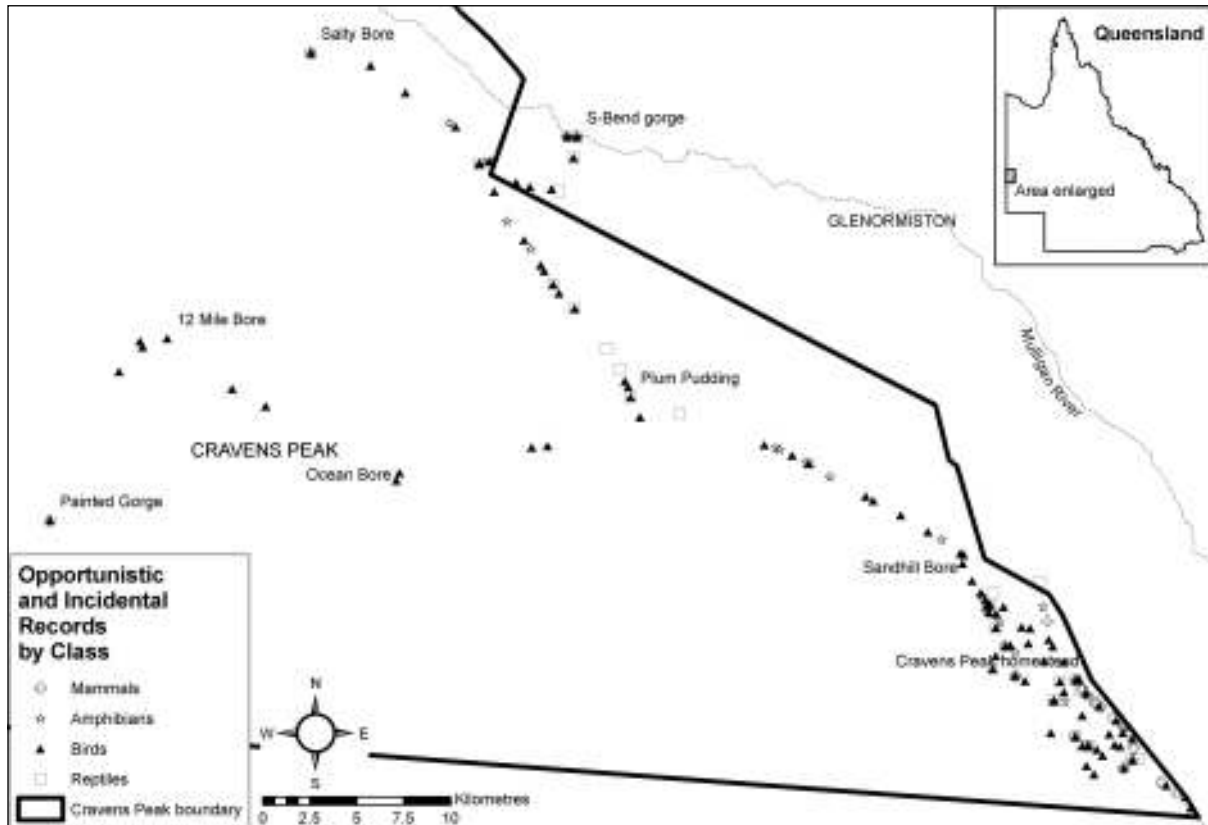 Salty Bore
Queensland
S-Bend gorge
Area enlarged
GLENORMISTON
12 Mile Bore
Mulligan River
Plum Pudding
CRAVENS PEAK
Ocean Bore
Painted Gorge
Sandhill Bore
Cravens Peak homestead
Opportunistic
and Incidental
Records
by Class
Mammals
Amphibians
Birds
Reptiles
Cravens Peak boundary
N
W E
S
Kilometres
0 2.5 5 7.5 10